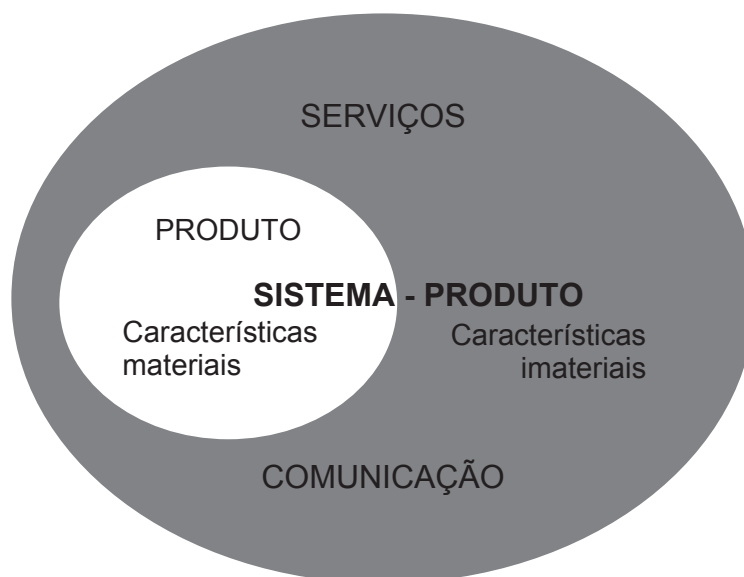 SERVIÇOS
PRODUTO
SISTEMA - PRODUTO
Características
materiais
Características
imateriais
COMUNICAÇÃO